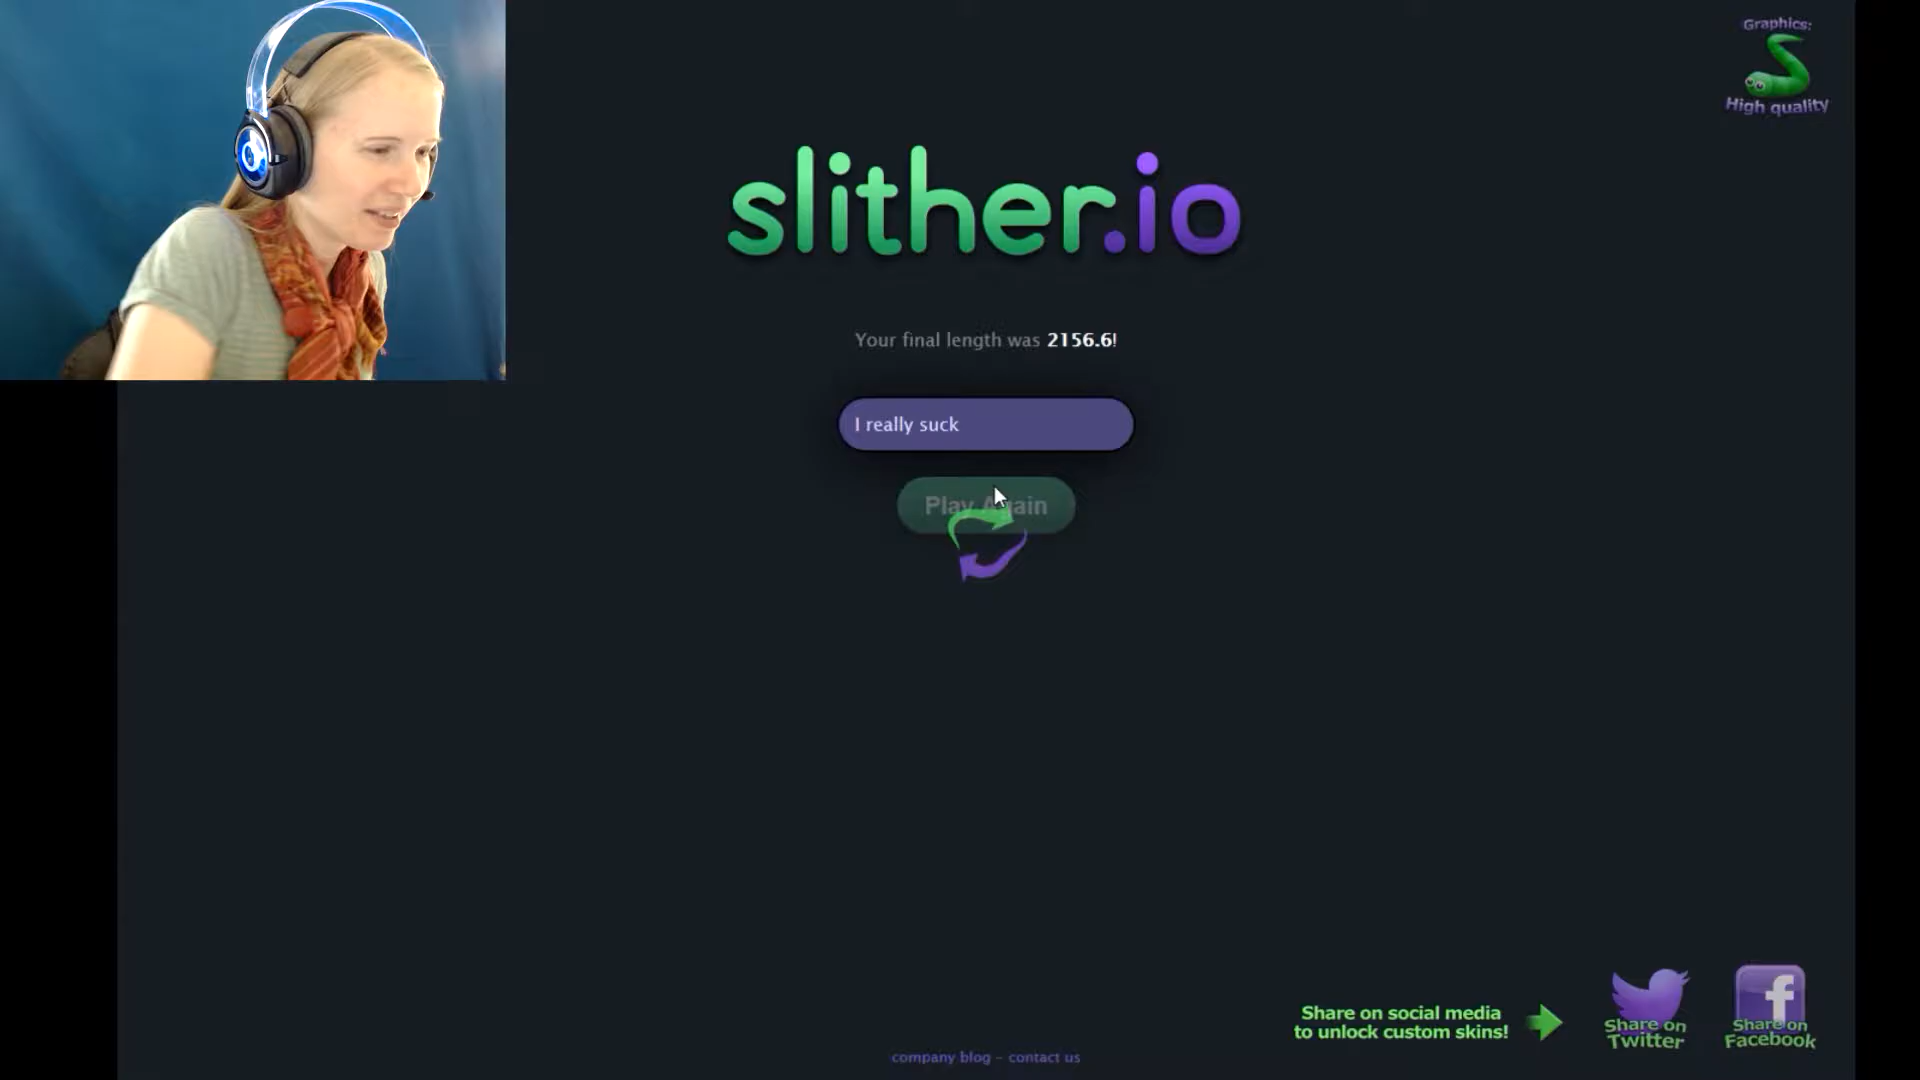 Graphics:
High quality
slither.io
Your final length was 2156.6!
I really suck
Play Again
Share on social media
to unlock custom skins!
Share on
Twitter
Share on
Facebook
company blog - contact us